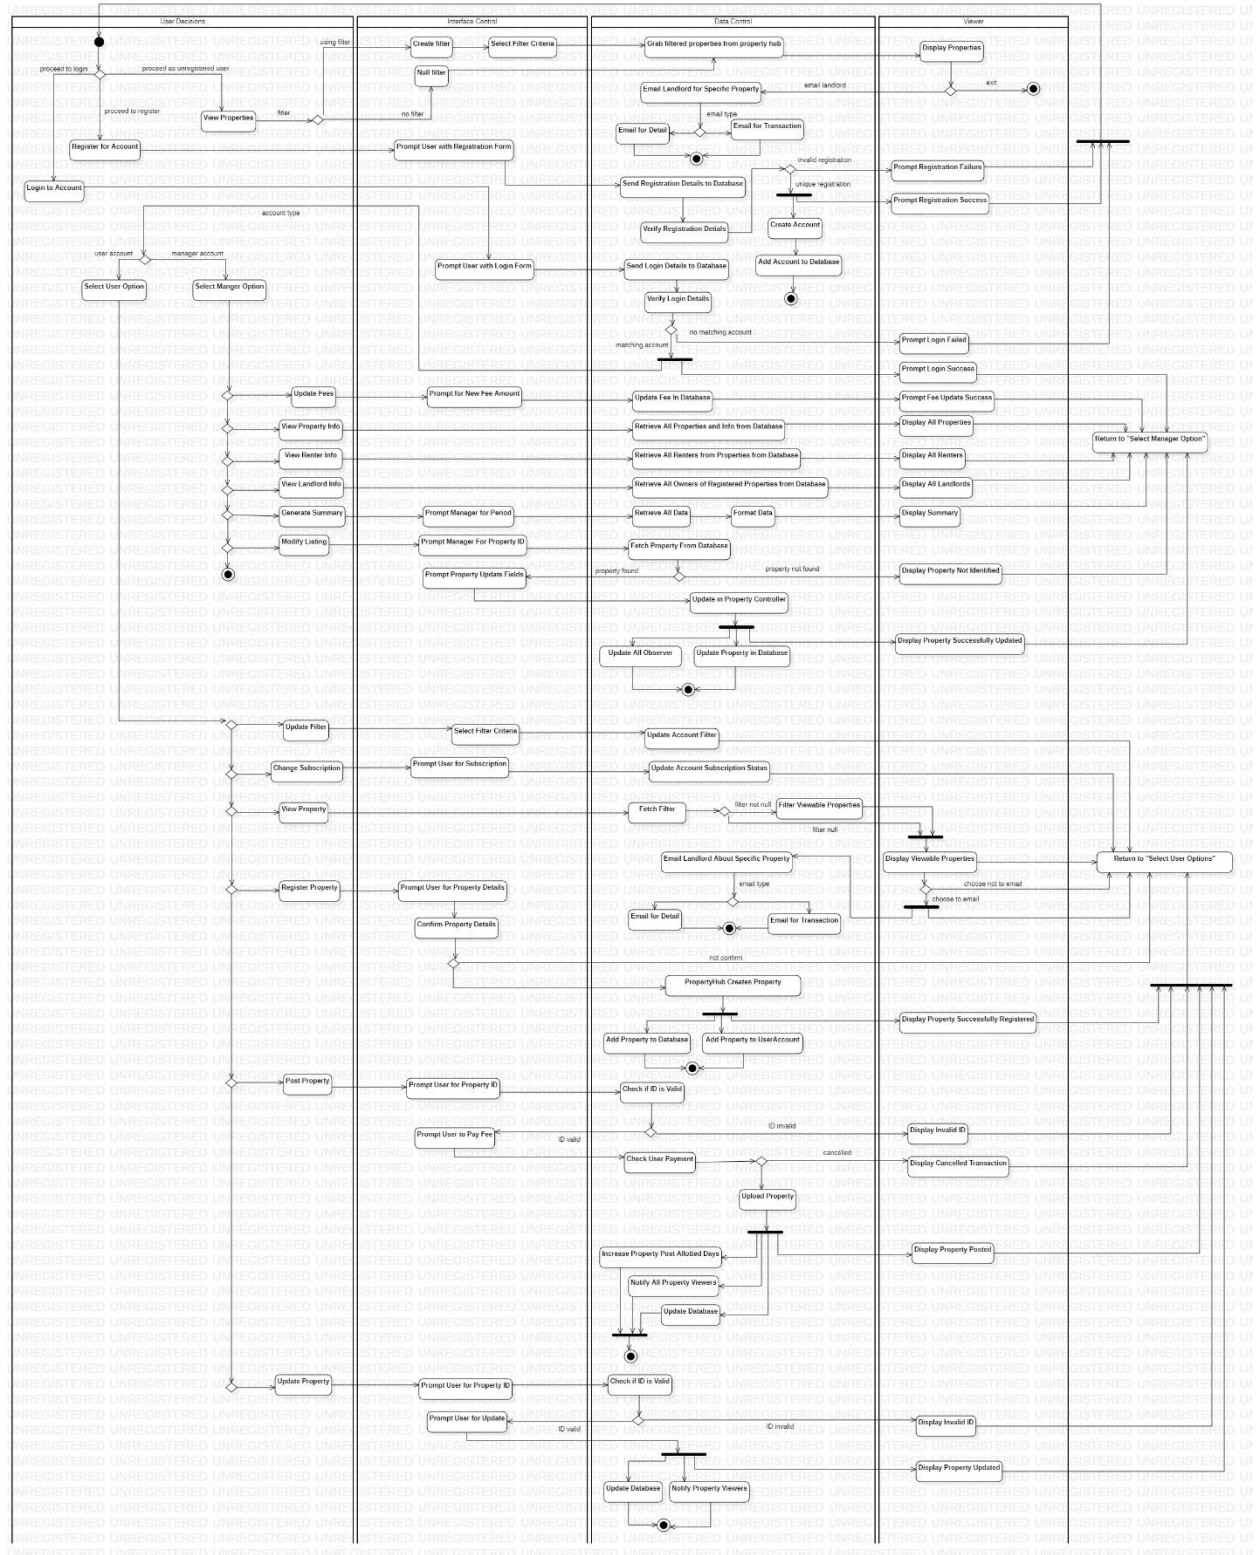 User Decisions
Interface Control
Data Control
Viewer
using filter
Create filter
Select Filter Criteria
Grab filtered properties from property hub
Display Properties
proceed to login
proceed as unregistered user
Null filter
Email Landlord for Specific Property
email landlord
exit
proceed to register
View Properties
no filter
email type
Email for Detail
Email for Transaction
Register for Account
Prompt User with Registration Form
invalid registration
Prompt Registration Failure
Login to Account
Send Registration Details to Database
unique registration
Prompt Registration Success
account type
Verify Registration Detials
Create Account
user account
manager account
Prompt User with Login Form
Send Login Details to Database
Add Account to Database
Select User Option
Select Manger Option
Verify Login Details
no matching account
Prompt Login Failed
matching account
Prompt Login Success
Update Fees
Prompt for New Fee Amount
Update Fee In Database
Prompt Fee Update Success
View Property Info
Retrieve All Properties and Info from Database
Display All Properties
Return to "Select Manager Option"
View Renter Info
Retrieve All Renters from Properties from Database
Display All Renters
View Landlord Info
Retrieve All Owners of Registered Properties from Database
Display All Landlords
Generate Summary
Prompt Manager for Period
Retrieve All Data
Format Data
Display Summary
Modify Listing
Prompt Manager For Property ID
Fetch Property From Database
Prompt Property Update Fields
property found
property not found
Display Property Not Identified
Update in Property Controller
Display Property Successfully Updated
Update All Observer
Update Property in Database
Update Filter
Select Filter Criteria
Update Account Filter
Change Subscription
Prompt User for Subscription
Update Account Subscription Status
View Property
Fetch Filter
filter not null
Filter Viewable Properties
filter null
Email Landlord About Specific Property
Display Viewable Properties
Return to "Select User Options"
Register Property
Prompt User for Property Details
email type
choose not to email
choose to email
Confirm Property Details
Email for Detail
Email for Transaction
not confirm
PropertyHub Creates Property
Display Property Successfully Registered
Add Property to Database
Add Property to UserAccount
Post Property
Prompt User for Property ID
Check if ID is Valid
Prompt User to Pay Fee
ID valid
ID invalid
Display Invalid ID
Check User Payment
cancelled
Display Cancelled Transaction
Upload Property
Increase Property Post Allotted Days
Display Property Posted
Notify All Property Viewers
Update Database
Update Property
Prompt User for Property ID
Check if ID is Valid
Prompt User for Update
ID valid
ID invalid
Display Invalid ID
Display Property Updated
Update Database
Notify Property Viewers